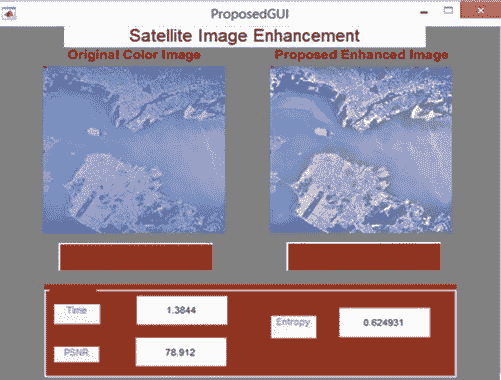 ProposedGUI
Satellite Image Enhancement
Original Color Image Proposed Enhanced Image
Time 1.3844
Entropy 0.624931
PSNR 78.912